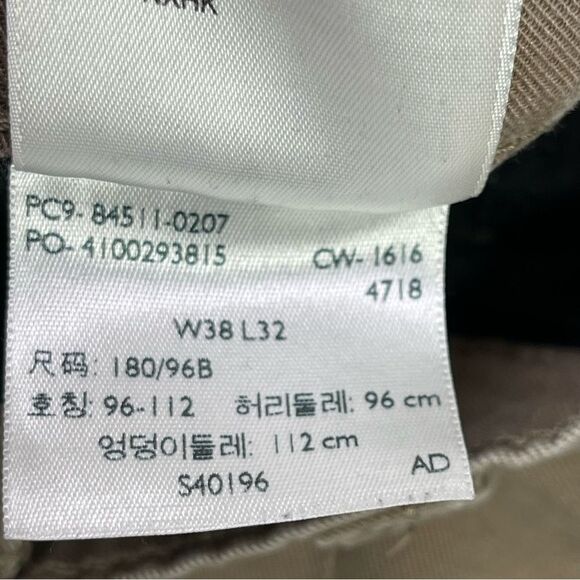 PC9-84511-0207
PO-4100293815 CW-1616
4718
W38 L32
尺码: 180/96B
호칭: 96-112 허리둘레: 96 cm
엉덩이둘레: 112 cm
S40196 AD